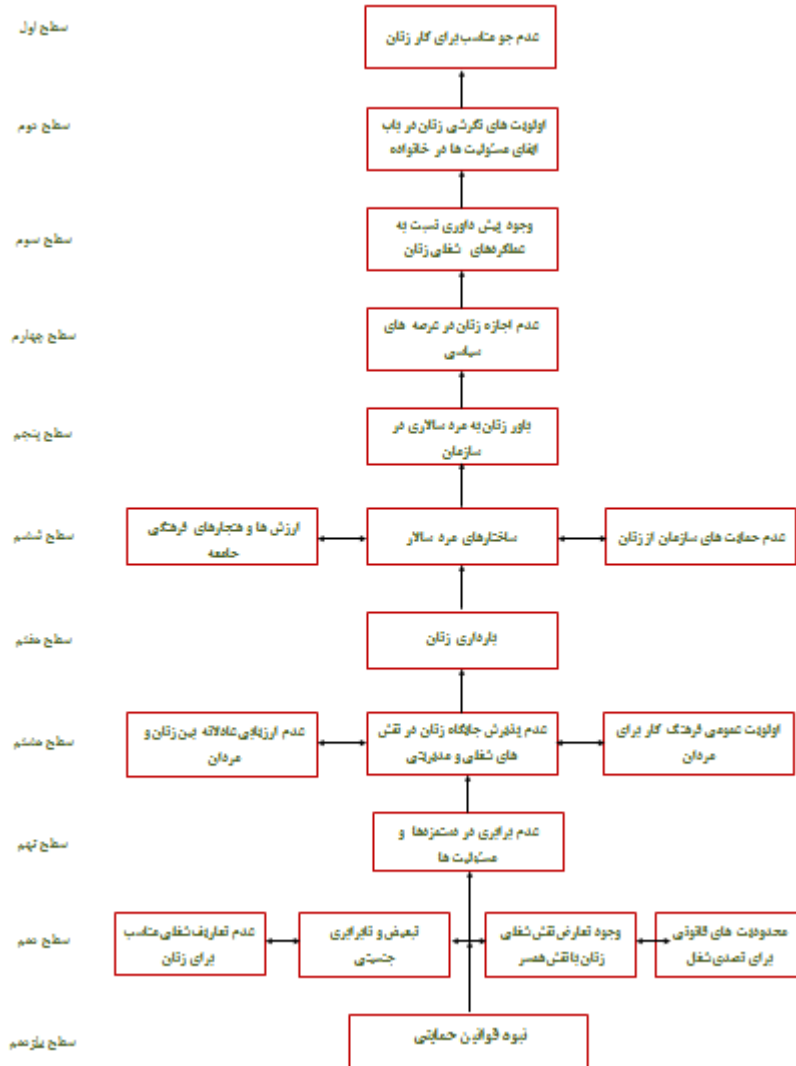 سطح اول
عدم جو مناسب برای کار زنان
سطح دوم
اولویت های نگرشی زنان در باب
ایفای مسئولیت ها در خانواده
سطح سوم
وجود پیش داوری نسبت به
عملکردهای شغلی زنان
سطح چهارم
عدم اجازه زنان در عرصه های
سیاسی
سطح پنجم
باور زنان به مرد سالاری در
سازمان
سطح ششم
عدم حمایت های سازمان از زنان
ساختارهای مرد سالار
ارزش ها و هنجارهای فرهنگی
جامعه
سطح هفتم
بارداری زنان
سطح هشتم
اولویت عمومی فرهنگ کار برای
مردان
عدم پذیرش جایگاه زنان در نقش
های شغلی و مدیریتی
عدم ارزیابی عادلانه بین زنان و
مردان
سطح نهم
عدم برابری در دستمزدها و
مسئولیت ها
سطح دهم
محدودیت های قانونی
برای تصدی شغل
وجود تعارض نقش شغلی
زنان با نقش همسر
تبعیض و نابرابری
جنسیتی
عدم تعاریف شغلی مناسب
برای زنان
سطح یازدهم
نبود قوانین حمایتی